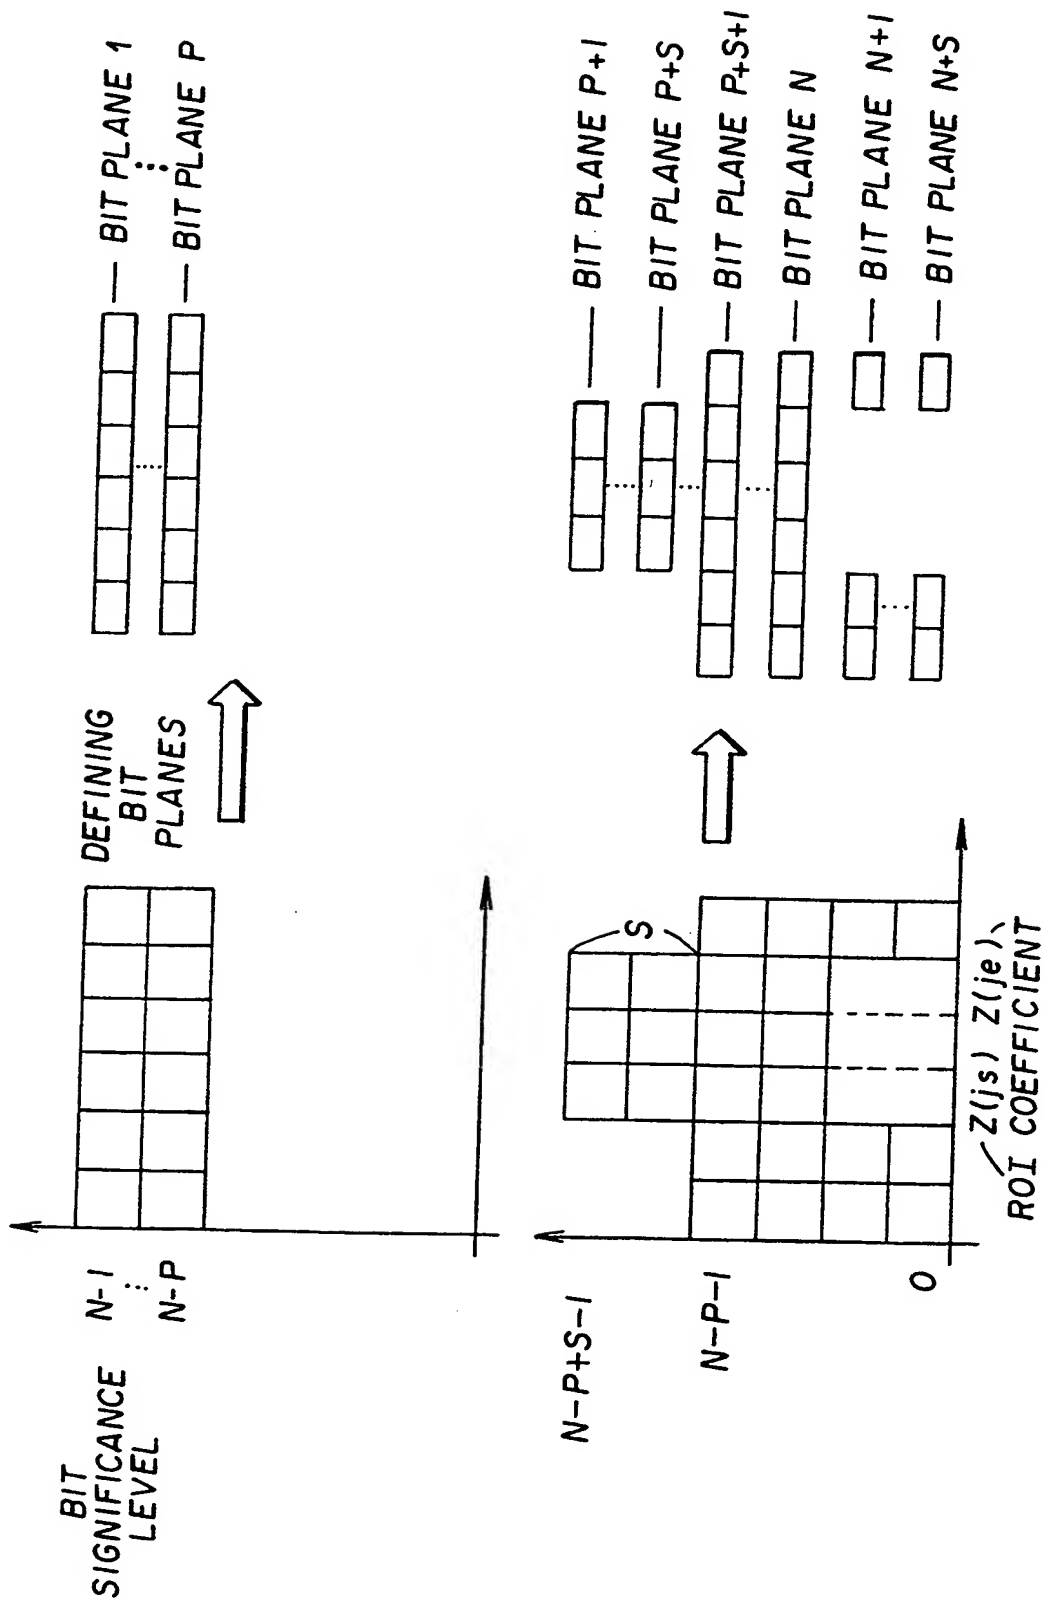 BIT
SIGNIFICANCE
LEVEL
N-1
⋮
N-P
DEFINING
BIT
PLANES
BIT PLANE 1
⋮
BIT PLANE P
N-P+S-1
N-P-1
0
S
Z(js) Z(je)
ROI COEFFICIENT
BIT PLANE P+1
BIT PLANE P+S
BIT PLANE P+S+1
BIT PLANE N
BIT PLANE N+1
BIT PLANE N+S